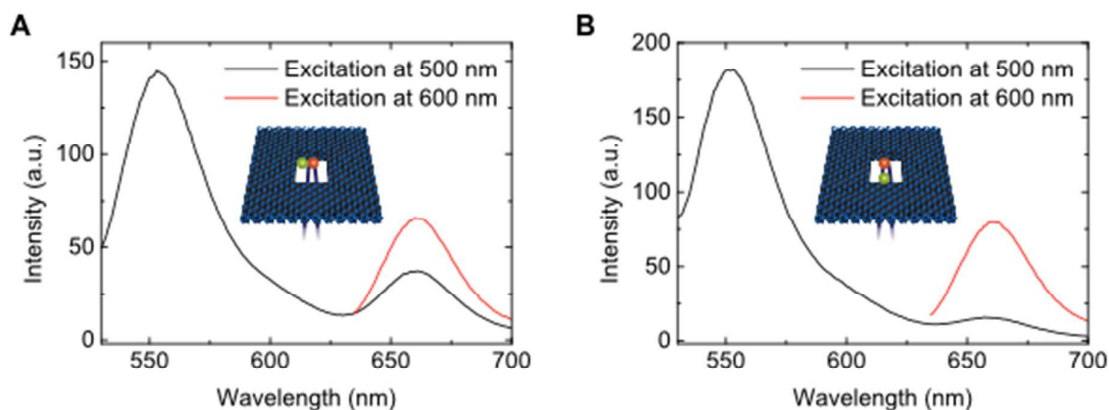 A
Intensity (a.u.)
150
100
50
0
Excitation at 500 nm
Excitation at 600 nm
550
600
650
700
Wavelength (nm)
B
Intensity (a.u.)
200
150
100
50
0
Excitation at 500 nm
Excitation at 600 nm
550
600
650
700
Wavelength (nm)